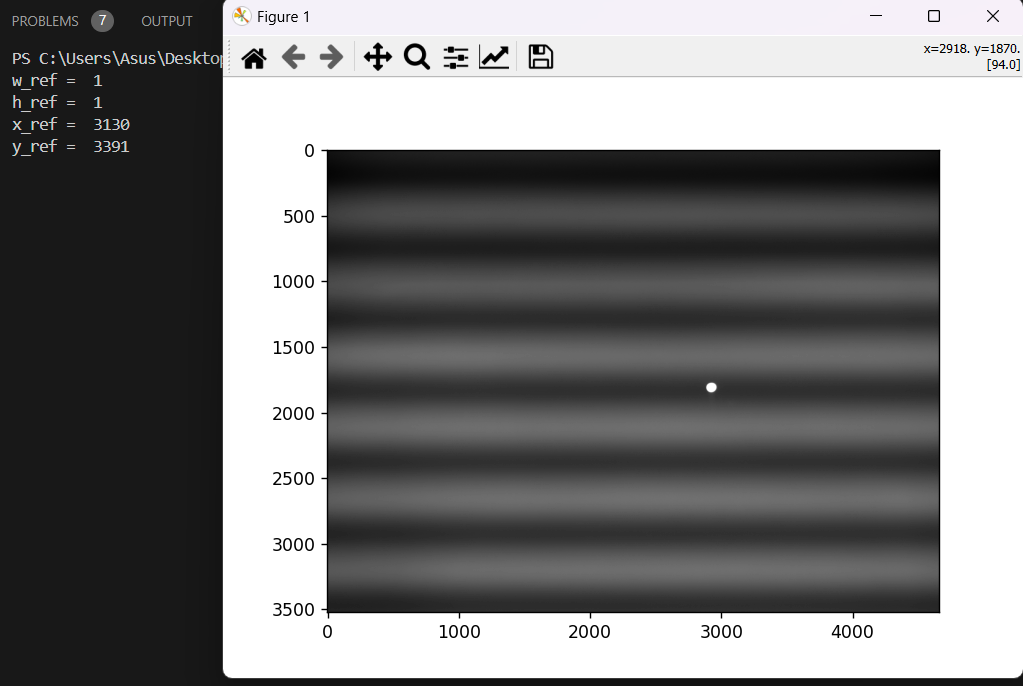 PROBLEMS 7 OUTPUT
PS C:\Users\Asus\Desktop
w_ref = 1
h_ref = 1
x_ref = 3130
y_ref = 3391
Figure 1
x=2918. y=1870.
[94.0]
0
500
1000
1500
2000
2500
3000
3500
0 1000 2000 3000 4000